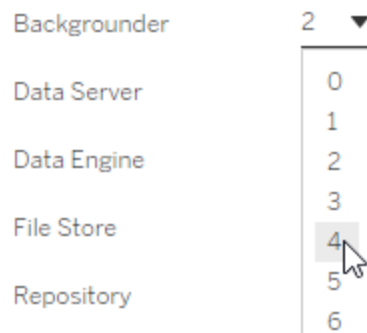 Backgrounder 2
0
Data Server
1
Data Engine 2
3
File Store
4
5
Repository
6